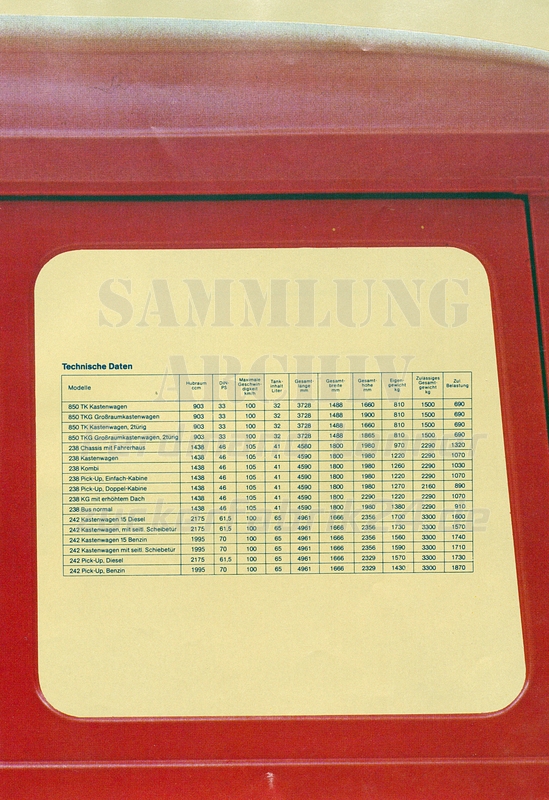 SAMMLUNG
ARCHIV
Technische Daten
Modelle Hubraum ccm DIN-PS Maximale Geschwindigkeit km/h Tankinhalt Liter Gesamtlänge mm Gesamtbreite mm Gesamthöhe mm Eigengewicht kg Zulässiges Gesamtgewicht kg Zul. Belastung
850 TK Kastenwagen 903 33 100 32 3728 1488 1660 810 1500 690
850 TKG Großraumkastenwagen 903 33 100 32 3728 1488 1900 810 1500 690
850 TK Kastenwagen, 2türig 903 33 100 32 3728 1488 1660 810 1500 690
850 TKG Großraumkastenwagen, 2türig 903 33 100 32 3728 1488 1865 810 1500 690
238 Chassis mit Fahrerhaus 1438 46 105 41 4580 1800 1980 970 2290 1320
238 Kastenwagen 1438 46 105 41 4590 1800 1980 1220 2290 1070
238 Kombi 1438 46 105 41 4590 1800 1980 1260 2290 1030
238 Pick-Up, Einfach-Kabine 1438 46 105 41 4590 1800 1980 1220 2290 1070
238 Pick-Up, Doppel-Kabine 1438 46 105 41 4590 1800 1980 1270 2160 890
238 KG mit erhöhtem Dach 1438 46 105 41 4590 1800 2290 1220 2290 1070
238 Bus normal 1438 46 105 41 4590 1800 1980 1380 2290 910
242 Kastenwagen 15 Diesel 2175 61,5 100 65 4961 1666 2356 1700 3300 1600
242 Kastenwagen, mit seitl. Scheibetür 2175 61,5 100 65 4961 1666 2356 1730 3300 1570
242 Kastenwagen 15 Benzin 1995 70 100 65 4961 1666 2356 1560 3300 1740
242 Kastenwagen mit seitl. Schiebetür 1995 70 100 65 4961 1666 2356 1590 3300 1710
242 Pick-Up, Diesel 2175 61,5 100 65 4961 1666 2329 1570 3300 1730
242 Pick-Up, Benzin 1995 70 100 65 4961 1666 2329 1430 3300 1870